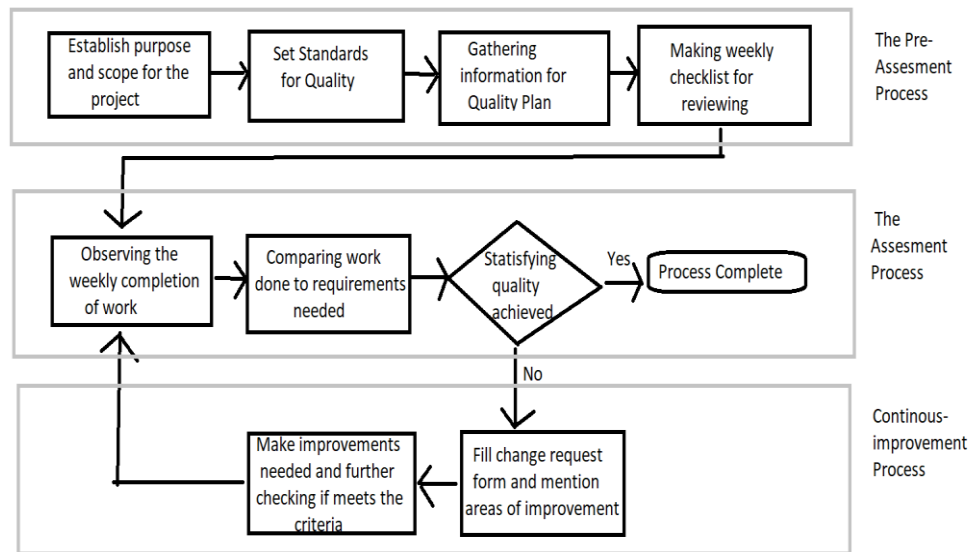 Establish purpose
and scope for the
project
Set Standards
for Quality
Gathering
information for
Quality Plan
Making weekly
checklist for
reviewing
The Pre-
Assesment
Process
Observing the
weekly completion
of work
Comparing work
done to requirements
needed
Statisfying
quality
achieved
Yes
Process Complete
The
Assesment
Process
No
Make improvements
needed and further
checking if meets the
criteria
Fill change request
form and mention
areas of improvement
Continous-
improvement
Process